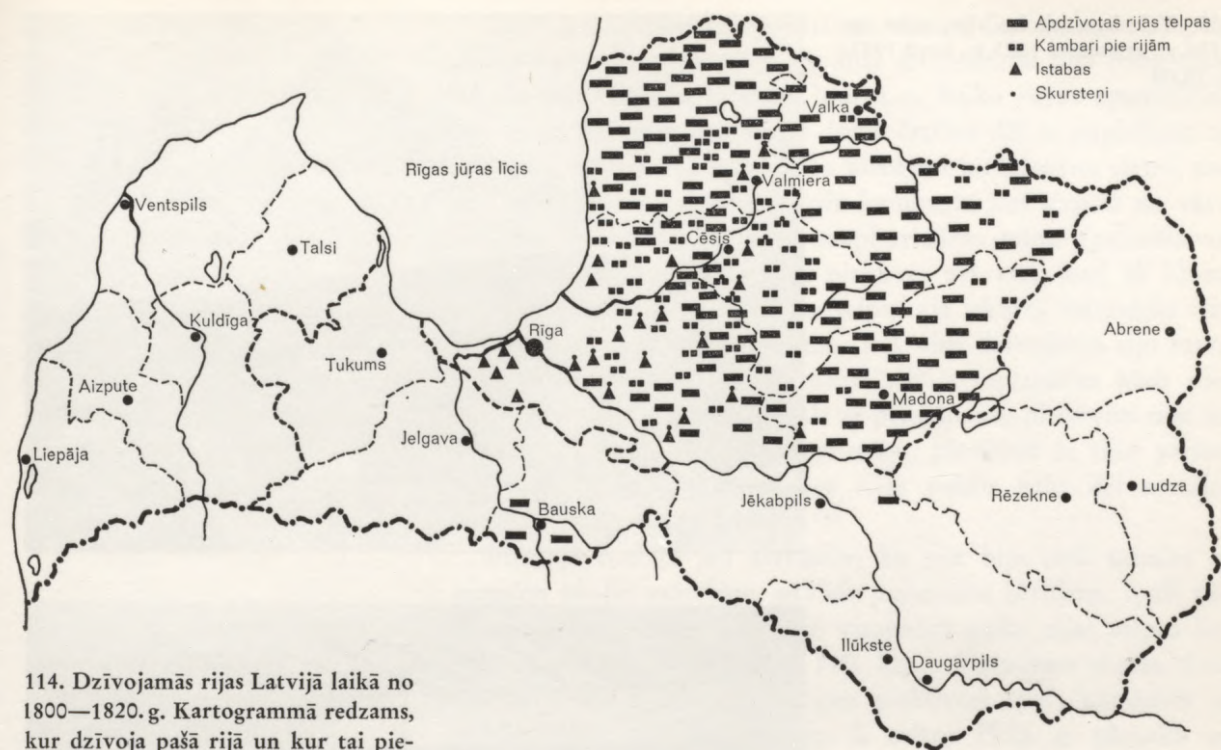 Apdzīvotas rijas telpas
Kambaŗi pie rijām
Istabas
Skursteņi
Valka
Rīgas jūŗas līcis
Valmiera
Ventspils
Cēsis
Talsi
Kuldīga
Rīga
Abrene
Tukums
Aizpute
Madona
Jelgava
Liepāja
Ludza
Rēzekne
Jēkabpils
Bauska
Ilūkste
Daugavpils
114. Dzīvojamās rijas Latvijā laikā no
1800—1820. g. Kartogrammā redzams,
kur dzīvoja pašā rijā un kur tai pie-